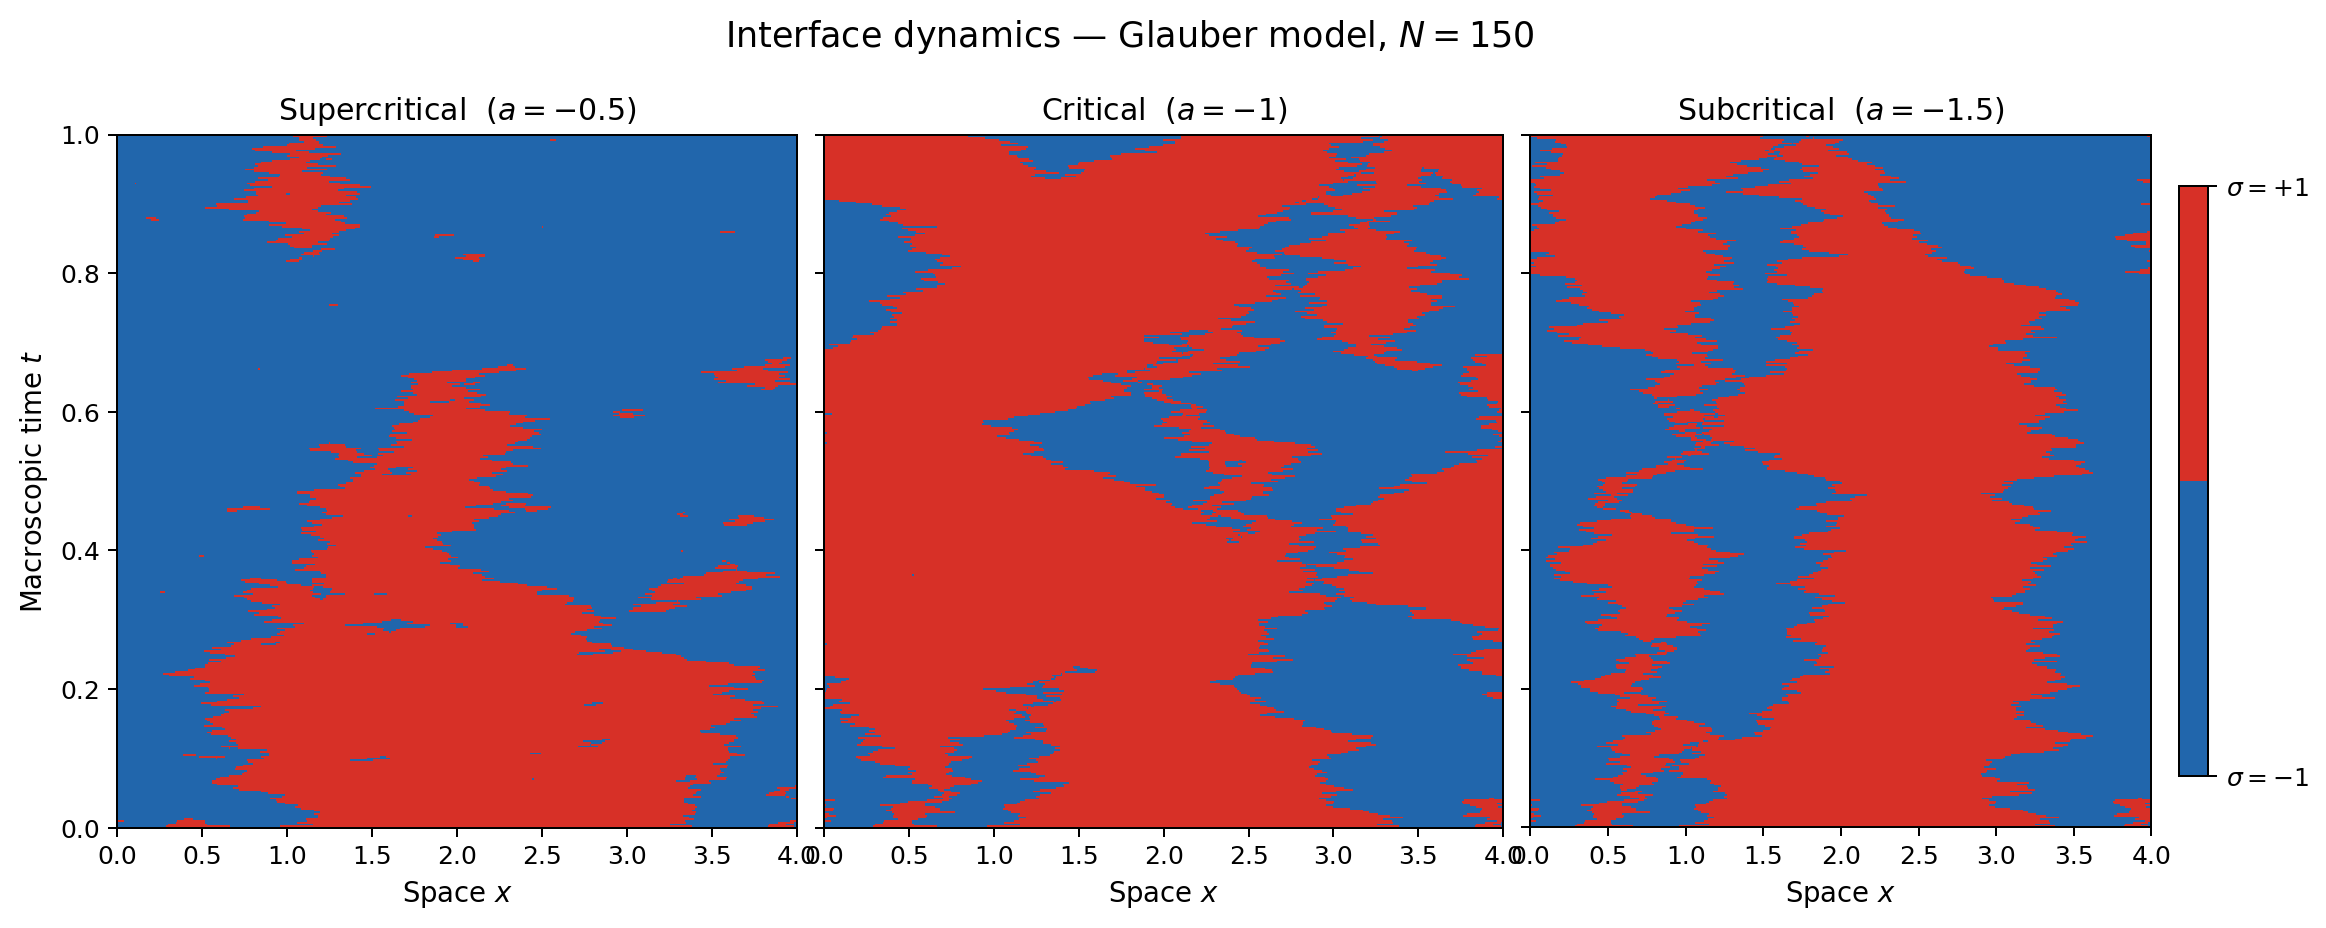 Interface dynamics — Glauber model, N = 150
Supercritical (a = −0.5)
Critical (a = −1)
Subcritical (a = −1.5)
σ = +1
σ = −1
Macroscopic time t
1.0
0.8
0.6
0.4
0.2
0.0
0.0 0.5 1.0 1.5 2.0 2.5 3.0 3.5 4.0
0.0 0.5 1.0 1.5 2.0 2.5 3.0 3.5 4.0
0.0 0.5 1.0 1.5 2.0 2.5 3.0 3.5 4.0
Space x
Space x
Space x